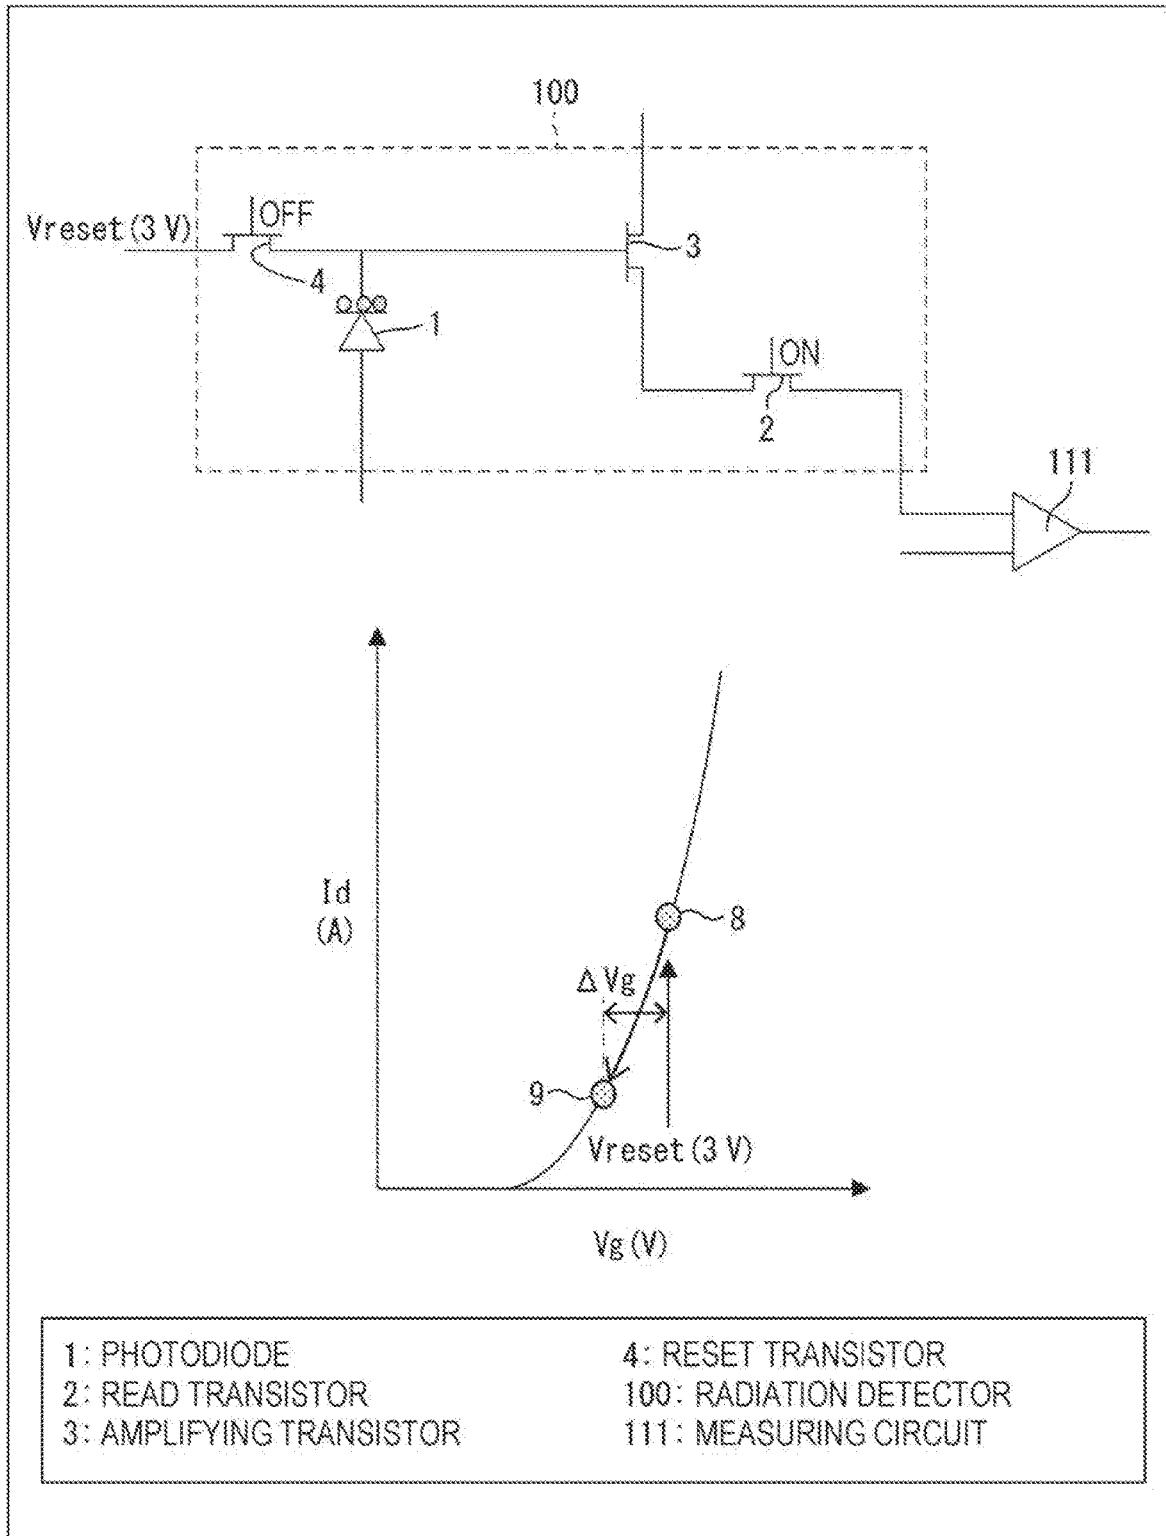 100
Vreset(3 V)
OFF
4
3
1
ON
2
111
Id
(A)
8
ΔVg
9
Vreset(3 V)
Vg(V)
1: PHOTODIODE
2: READ TRANSISTOR
3: AMPLIFYING TRANSISTOR
4: RESET TRANSISTOR
100: RADIATION DETECTOR
111: MEASURING CIRCUIT